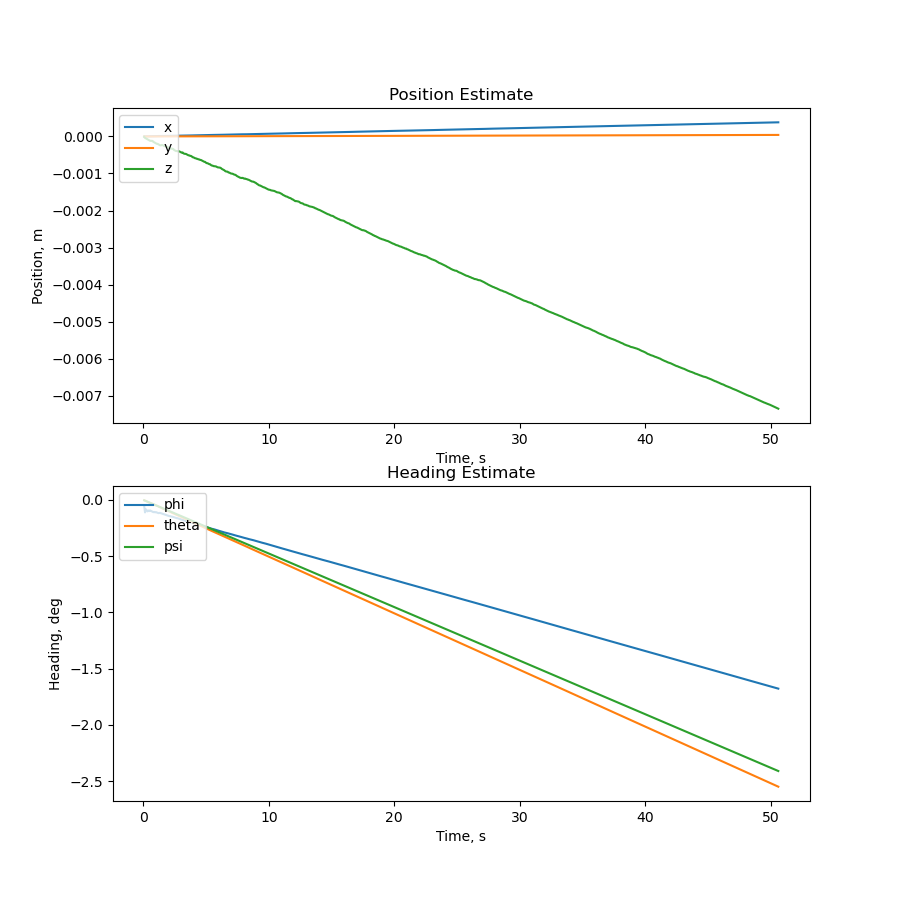 Position Estimate
x
y
z
0.000
−0.001
−0.002
−0.003
−0.004
−0.005
−0.006
−0.007
Position, m
0 10 20 30 40 50
Time, s
Heading Estimate
phi
theta
psi
0.0
−0.5
−1.0
−1.5
−2.0
−2.5
Heading, deg
0 10 20 30 40 50
Time, s